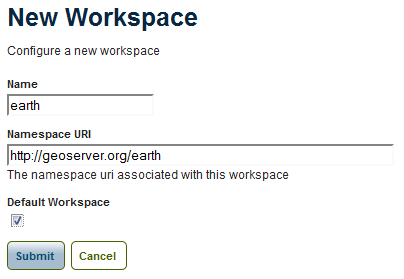 New Workspace
Configure a new workspace
Name
earth
Namespace URI
http://geoserver.org/earth
The namespace uri associated with this workspace
Default Workspace
Submit Cancel